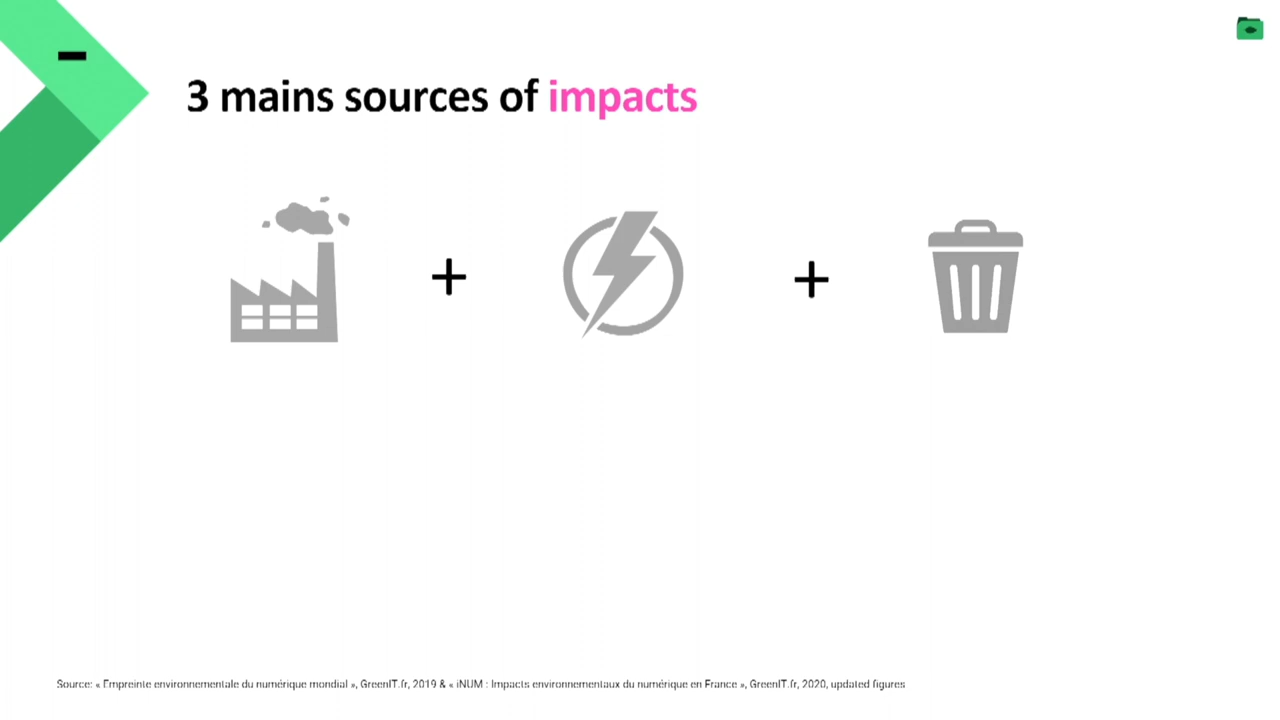 3 mains sources of impacts
+ +
Source: « Empreinte environnementale du numérique mondial », GreenIT.fr, 2019 & « iNUM : Impacts environnementaux du numérique en France », GreenIT.fr, 2020, updated figures